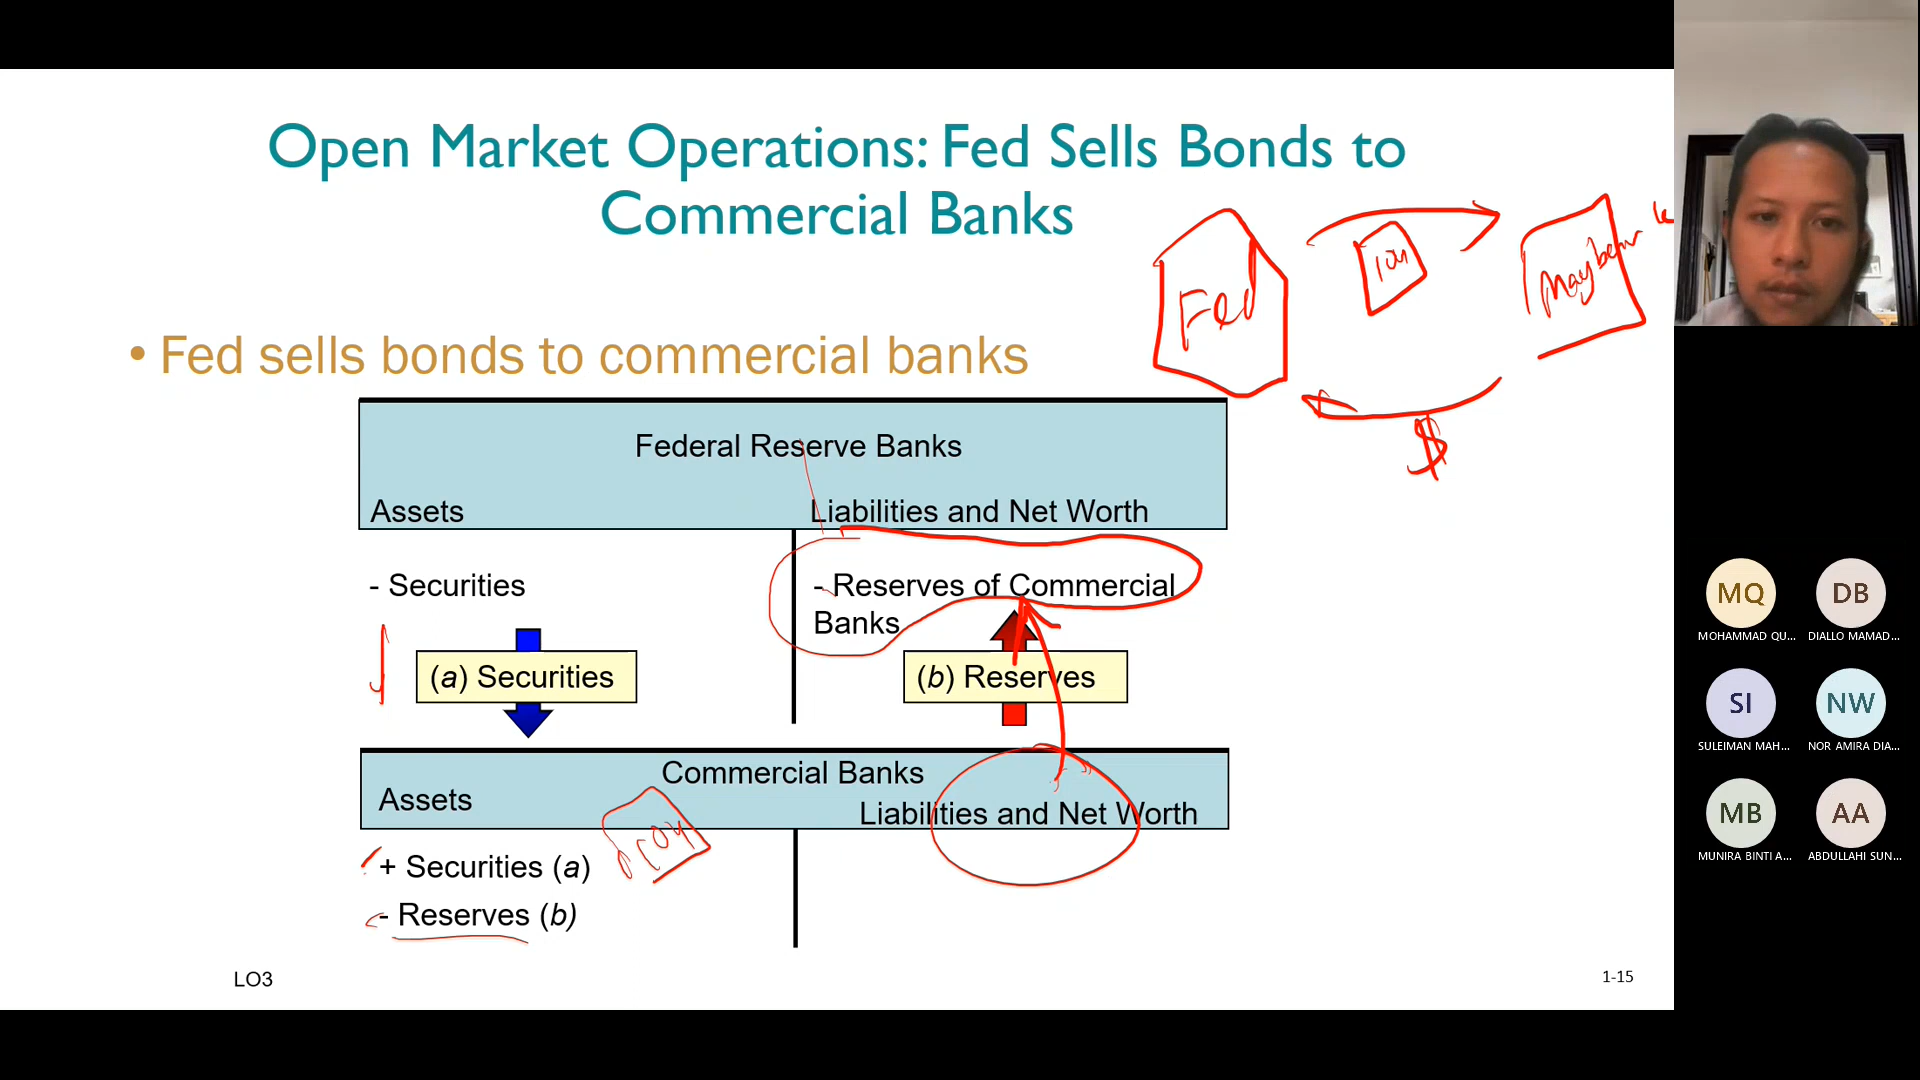 Open Market Operations: Fed Sells Bonds to
Commercial Banks
• Fed sells bonds to commercial banks
Fed
IOU
Mayban k
$
Federal Reserve Banks
Assets
Liabilities and Net Worth
- Securities
- Reserves of Commercial
Banks
(a) Securities
(b) Reserves
Commercial Banks
Assets
Liabilities and Net Worth
+ Securities (a)
IOU
- Reserves (b)
LO3
1-15
MQ
DB
MOHAMMAD QU...
DIALLO MAMAD...
SI
NW
SULEIMAN MAH...
NOR AMIRA DIA...
MB
AA
MUNIRA BINTI A...
ABDULLAHI SUN...